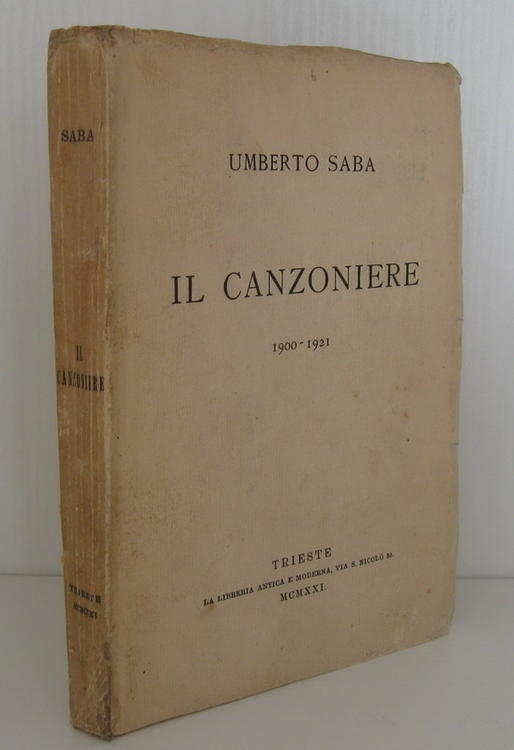 SABA
IL
CANZONIERE
TRIESTE
MCMXXI
UMBERTO SABA
IL CANZONIERE
1900-1921
TRIESTE
LA LIBRERIA ANTICA E MODERNA, VIA S. NICOLÒ 30.
MCMXXI.